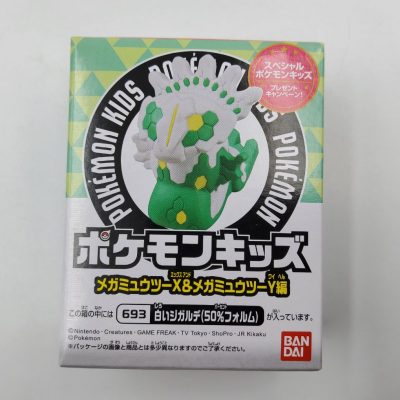 スペシャル
ポケモンキッズ
プレゼント
キャンペーン!
POKÉMON KIDS POKÉMON KIDS POKÉMON
ポケモンキッズ
メガミュウツーX&メガミュウツーY編
この箱の中には 693 白いジガルデ(50%フォルム) が入っています。
©Nintendo・Creatures・GAME FREAK・TV Tokyo・ShoPro・JR Kikaku
©Pokémon
※パッケージの画像と商品とは多少異なりますのでご了承ください。
BAN
DAI